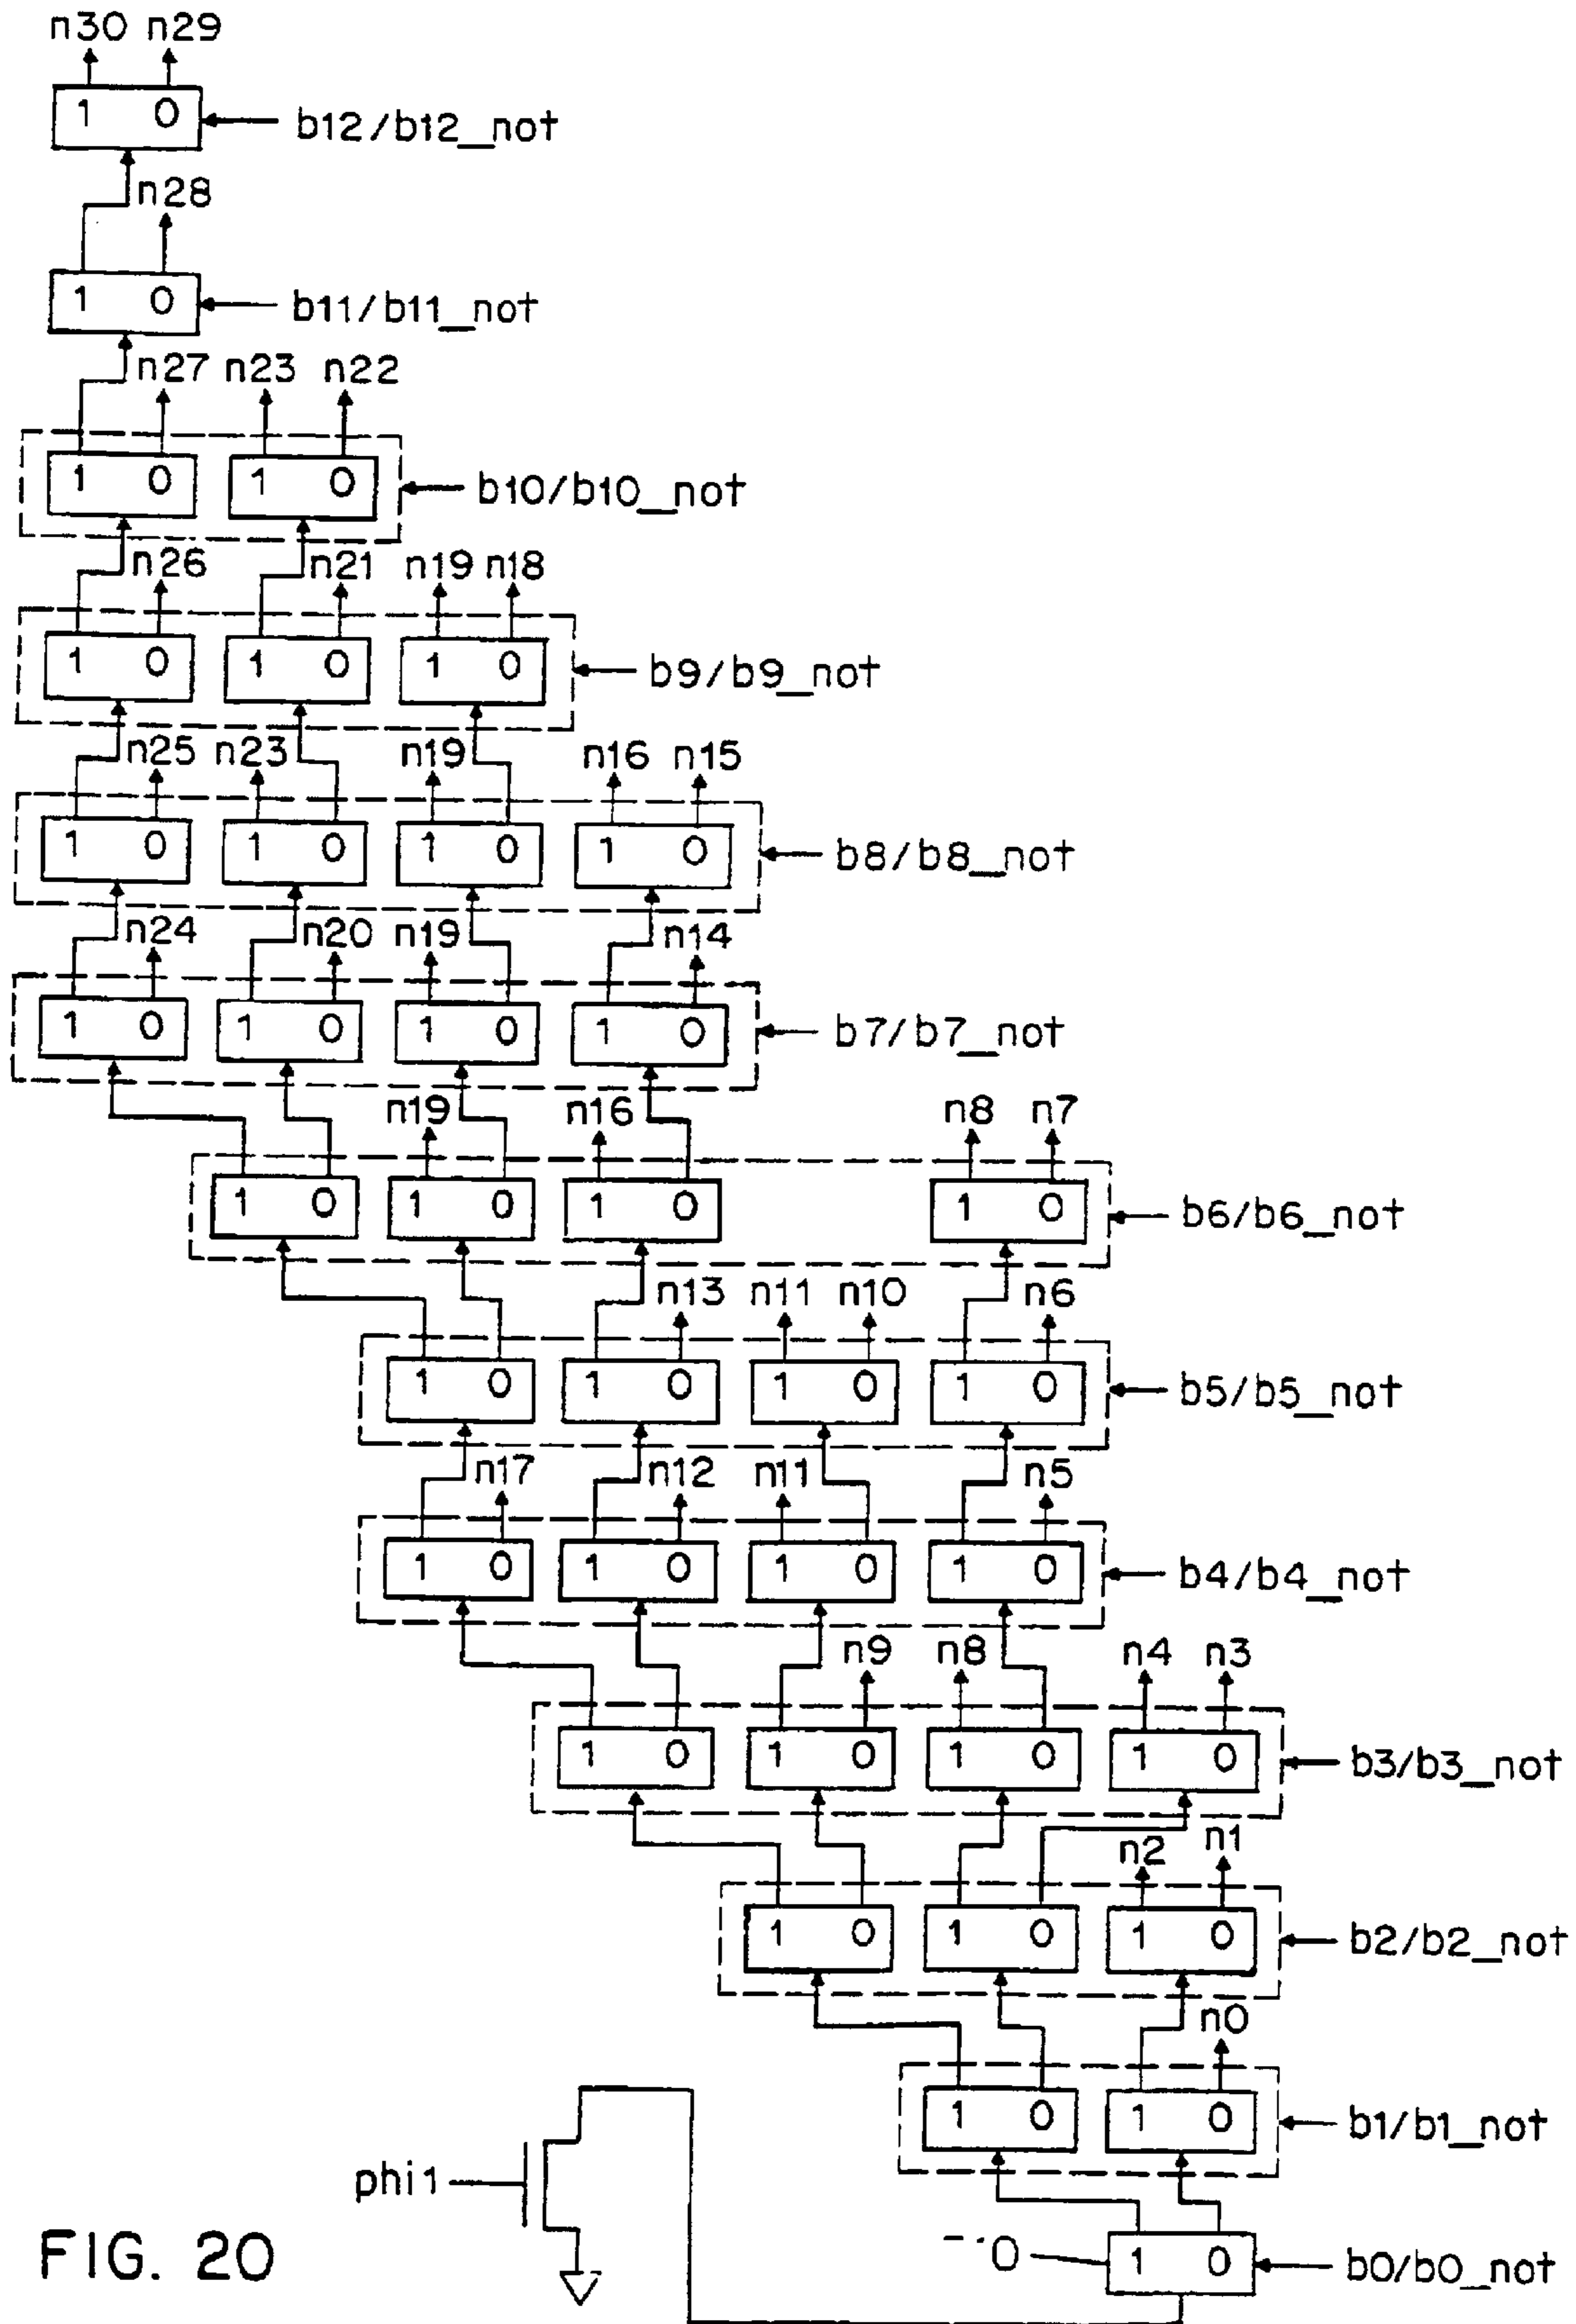 n30 n29
1 0 b12/b12_not
n28
1 0 b11/b11_not
n27 n23 n22
1 0 1 0 b10/b10_not
n26 n21 n19 n18
1 0 1 0 1 0 b9/b9_not
n25 n23 n19 n16 n15
1 0 1 0 1 0 1 0 b8/b8_not
n24 n20 n19 n14
1 0 1 0 1 0 1 0 b7/b7_not
n19 n16 n8 n7
1 0 1 0 1 0 1 0 b6/b6_not
n13 n11 n10 n6
1 0 1 0 1 0 1 0 b5/b5_not
n17 n12 n11 n5
1 0 1 0 1 0 1 0 b4/b4_not
n9 n8 n4 n3
1 0 1 0 1 0 1 0 b3/b3_not
n2 n1
1 0 1 0 1 0 b2/b2_not
n0
1 0 1 0 b1/b1_not
phi1
1 0 b0/b0_not
FIG. 20